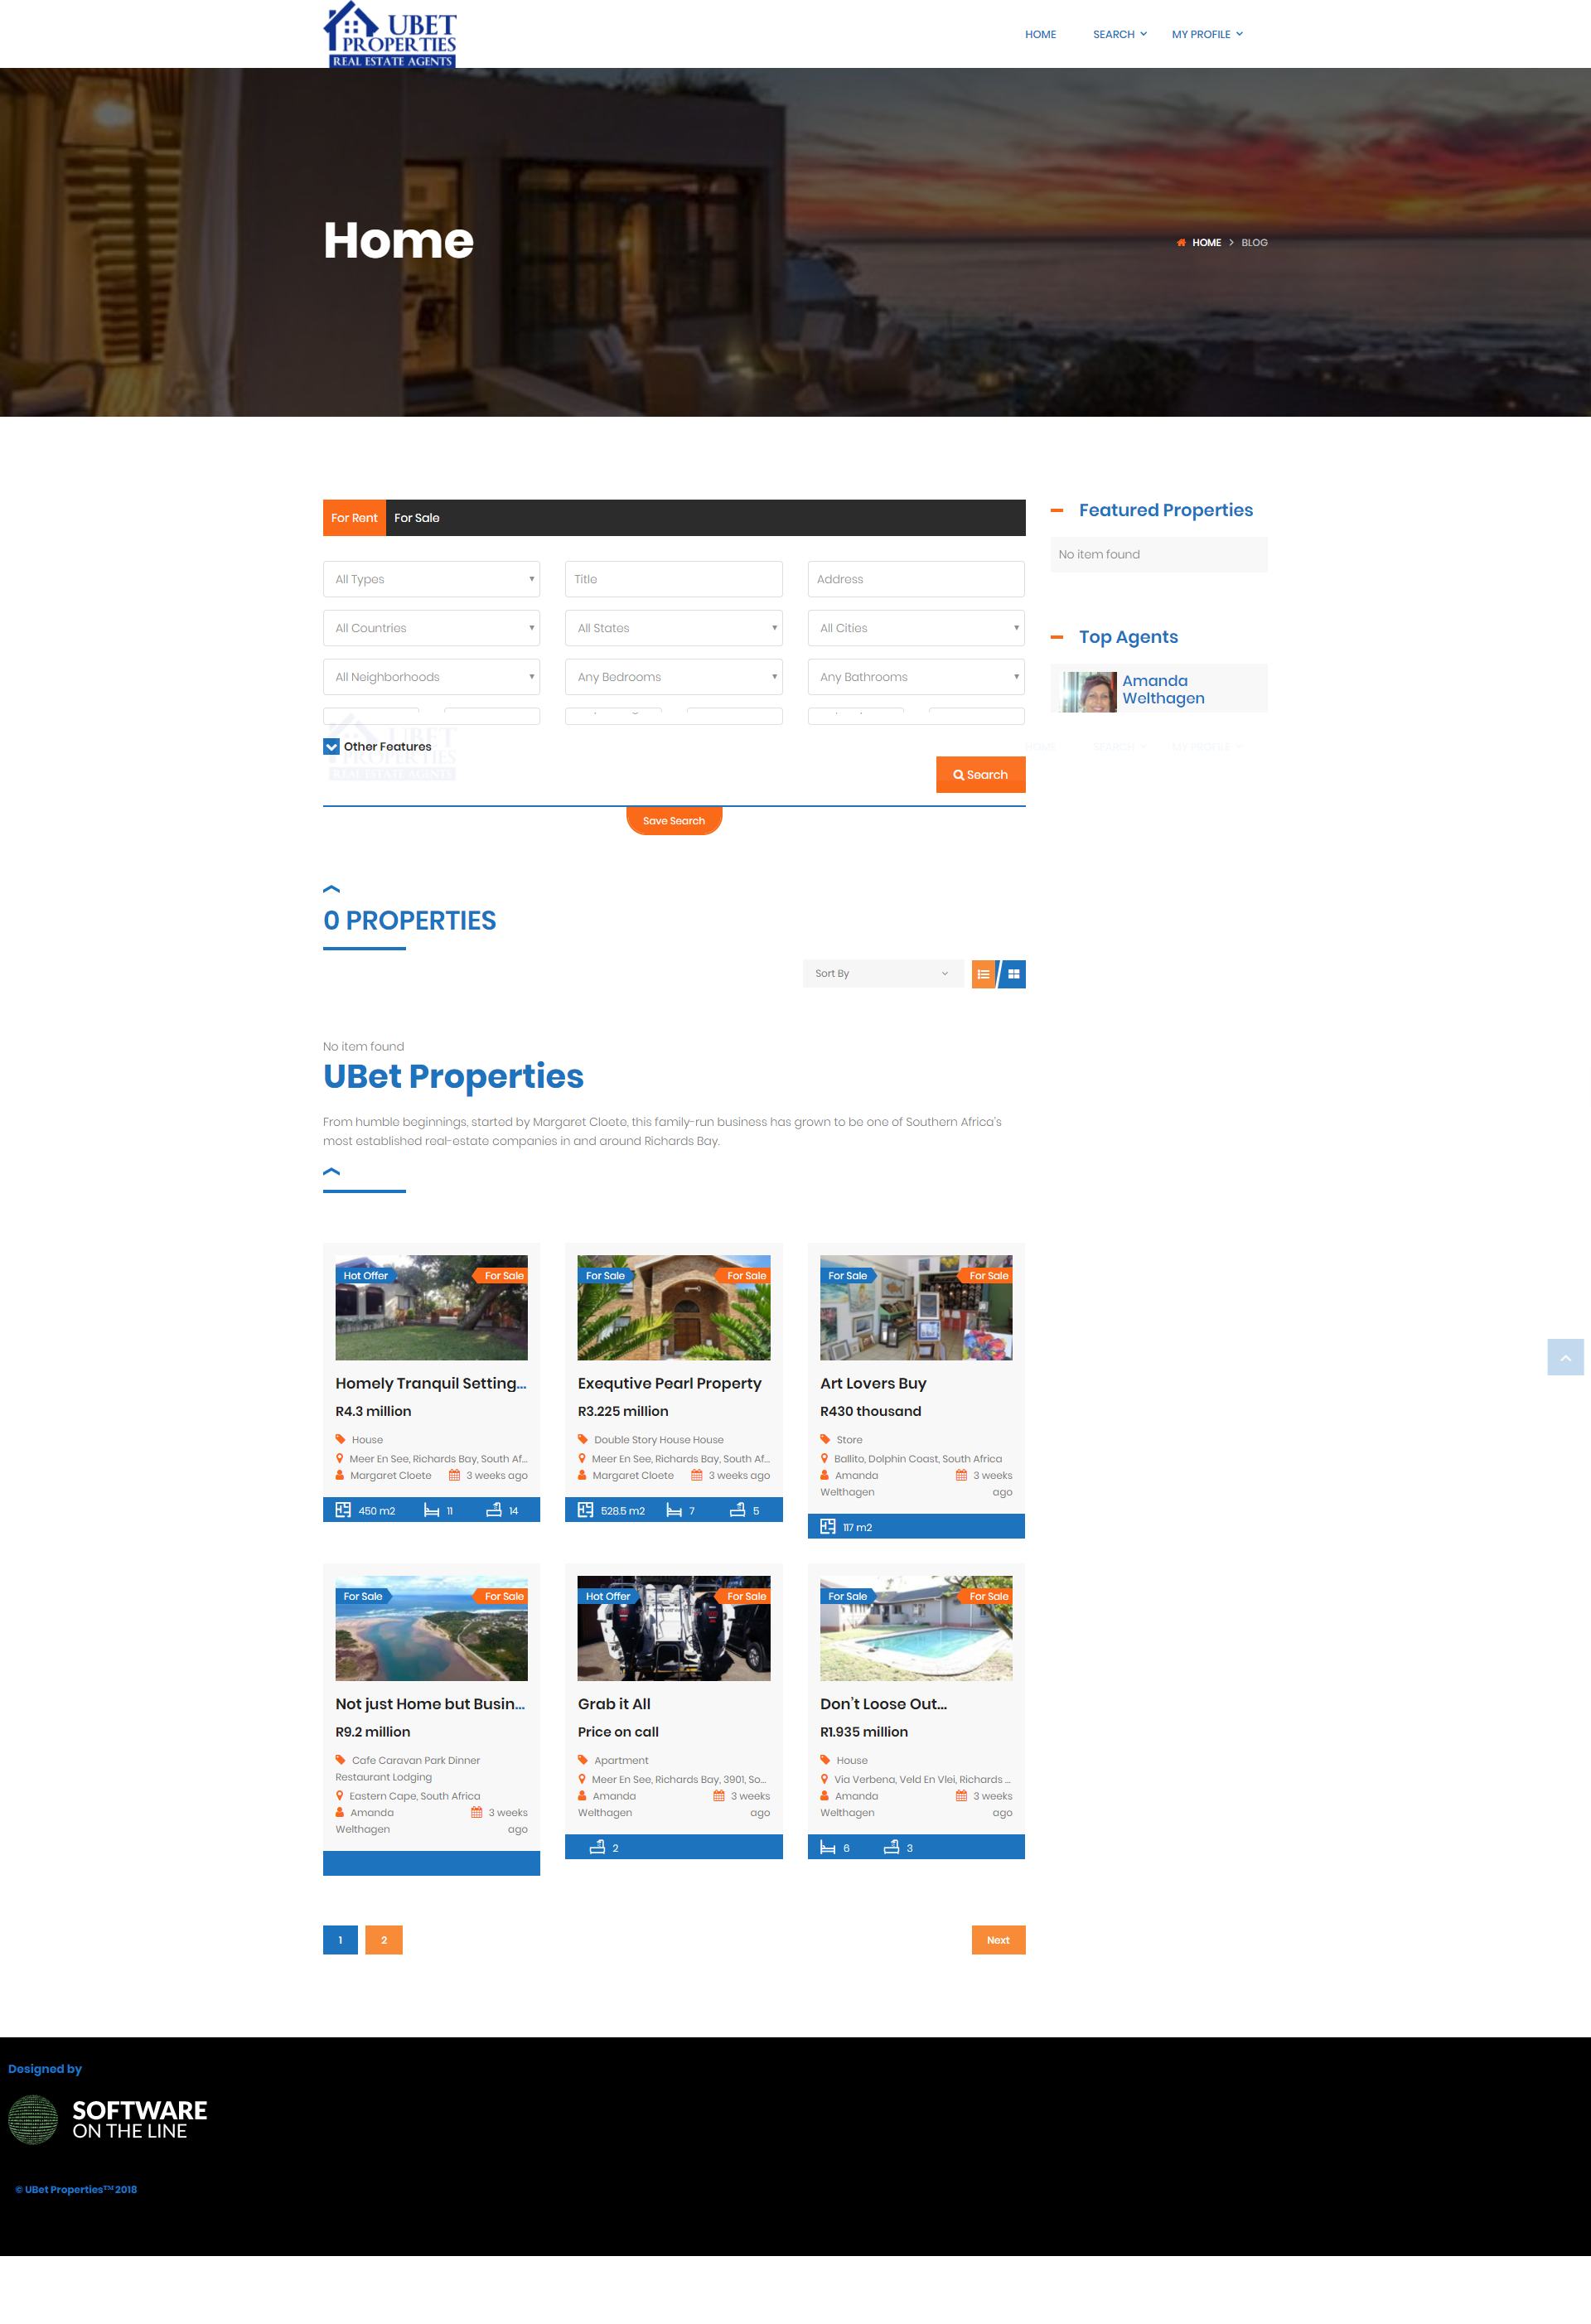 UBET
PROPERTIES
REAL ESTATE AGENTS
HOME
SEARCH
MY PROFILE
Home
HOME
BLOG
For Rent
For Sale
All Types
Title
Address
All Countries
All States
All Cities
All Neighborhoods
Any Bedrooms
Any Bathrooms
Other Features
UBET
PROPERTIES
REAL ESTATE AGENTS
HOME
SEARCH
MY PROFILE
Search
Save Search
Featured Properties
No item found
Top Agents
Amanda
Welthagen
0 PROPERTIES
Sort By
No item found
UBet Properties
From humble beginnings, started by Margaret Cloete, this family-run business has grown to be one of Southern Africa's
most established real-estate companies in and around Richards Bay.
Hot Offer
For Sale
Homely Tranquil Setting...
R4.3 million
House
Meer En See, Richards Bay, South Af...
Margaret Cloete
3 weeks ago
450 m2
11
14
For Sale
For Sale
Exequtive Pearl Property
R3.225 million
Double Story House House
Meer En See, Richards Bay, South Af...
Margaret Cloete
3 weeks ago
528.5 m2
7
5
For Sale
For Sale
Art Lovers Buy
R430 thousand
Store
Ballito, Dolphin Coast, South Africa
Amanda
Welthagen
3 weeks
ago
117 m2
For Sale
For Sale
Not just Home but Busin...
R9.2 million
Cafe Caravan Park Dinner
Restaurant Lodging
Eastern Cape, South Africa
Amanda
Welthagen
3 weeks
ago
Hot Offer
For Sale
Grab it All
Price on call
Apartment
Meer En See, Richards Bay, 3901, So...
Amanda
Welthagen
3 weeks
ago
2
For Sale
For Sale
Don't Loose Out...
R1.935 million
House
Via Verbena, Veld En Vlei, Richards ...
Amanda
Welthagen
3 weeks
ago
6
3
1
2
Next
Designed by
SOFTWARE
ON THE LINE
© UBet Properties™ 2018